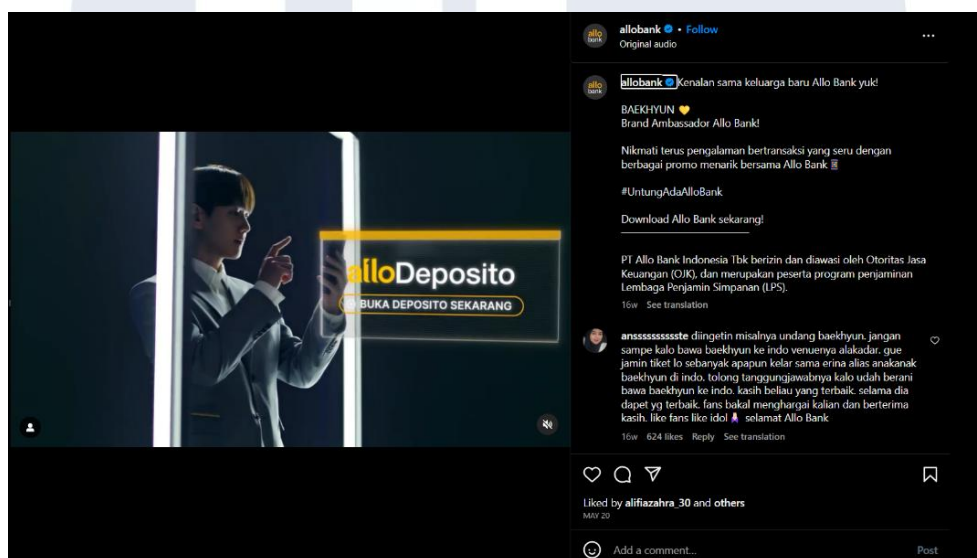 alloDeposito
BUKA DEPOSITO SEKARANG
allo
bank
allobank • Follow
Original audio
allo
bank
allobank Kenalan sama keluarga baru Allo Bank yuk!
BAEKHYUN 💛
Brand Ambassador Allo Bank!
Nikmati terus pengalaman bertransaksi yang seru dengan
berbagai promo menarik bersama Allo Bank
#UntungAdaAlloBank
Download Allo Bank sekarang!
PT Allo Bank Indonesia Tbk berizin dan diawasi oleh Otoritas Jasa
Keuangan (OJK), dan merupakan peserta program penjaminan
Lembaga Penjamin Simpanan (LPS).
16w See translation
anssssssssssste diingetin misalnya undang baekhyun. jangan
sampe kalo bawa baekhyun ke indo venuenya alakadar. gue
jamin tiket lo sebanyak apapun kelar sama erina alias anakanak
baekhyun di indo. tolong tanggungjawabnya kalo udah berani
bawa baekhyun ke indo. kasih beliau yang terbaik. selama dia
dapet yg terbaik. fans bakal menghargai kalian dan berterima
kasih. like fans like idol selamat Allo Bank
16w 624 likes Reply See translation
Liked by alifiazahra_30 and others
MAY 20
Add a comment...
Post